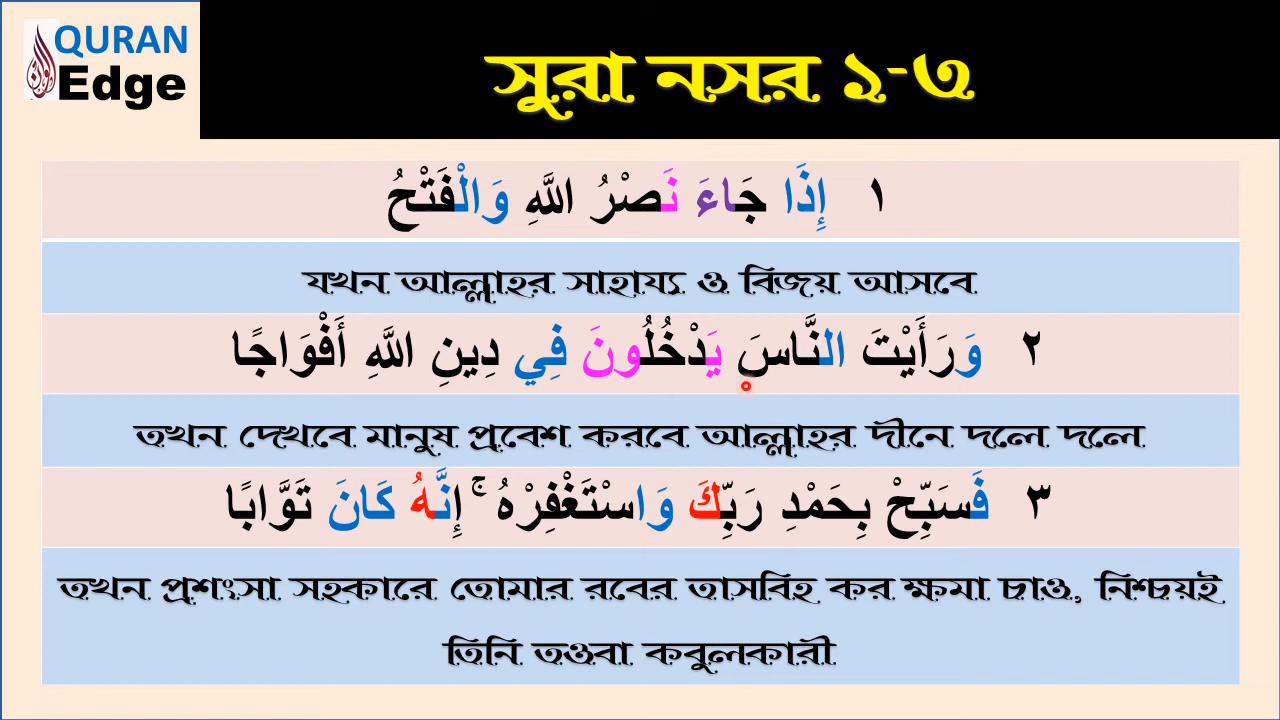 QURAN
Edge
সুরা নসর ১-৩
١ إِذَا جَاءَ نَصْرُ اللَّهِ وَالْفَتْحُ
যখন আল্লাহর সাহায্য ও বিজয় আসবে
٢ وَرَأَيْتَ النَّاسَ يَدْخُلُونَ فِي دِينِ اللَّهِ أَفْوَاجًا
তখন দেখবে মানুষ প্রবেশ করবে আল্লাহর দীনে দলে দলে
٣ فَسَبِّحْ بِحَمْدِ رَبِّكَ وَاسْتَغْفِرْهُ ۚ إِنَّهُ كَانَ تَوَّابًا
তখন প্রশংসা সহকারে তোমার রবের তাসবিহ কর ক্ষমা চাও, নিশ্চয়ই
তিনি তওবা কবুলকারী